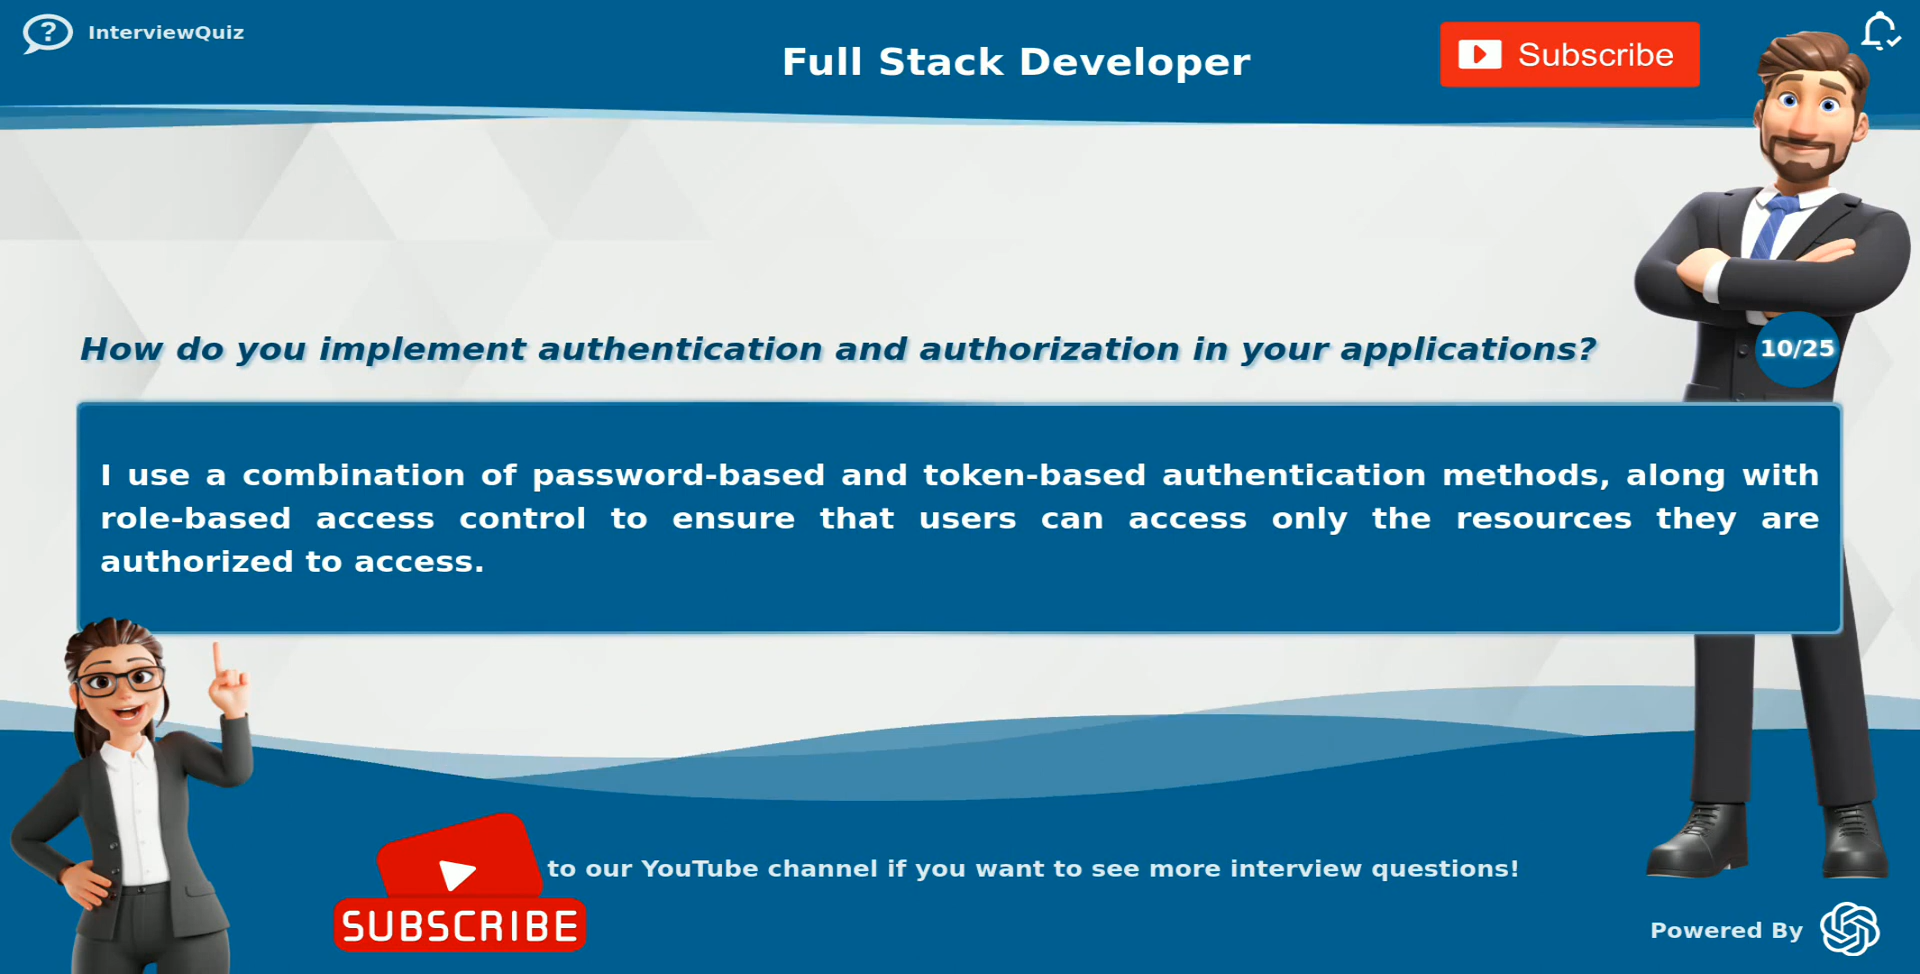 InterviewQuiz
Full Stack Developer
Subscribe
How do you implement authentication and authorization in your applications?
10/25
I use a combination of password-based and token-based authentication methods, along with
role-based access control to ensure that users can access only the resources they are
authorized to access.
to our YouTube channel if you want to see more interview questions!
SUBSCRIBE
Powered By